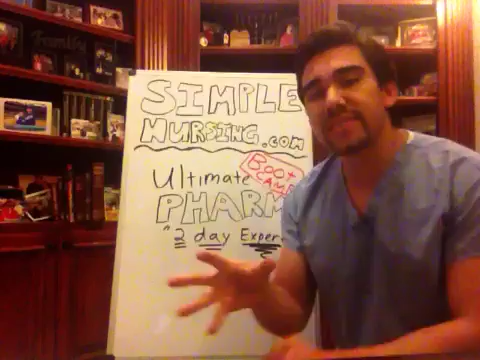 SIMPLE
NURSING.COM
BOOT
CAMP
Ultimate
PHARM
"2 day Exper